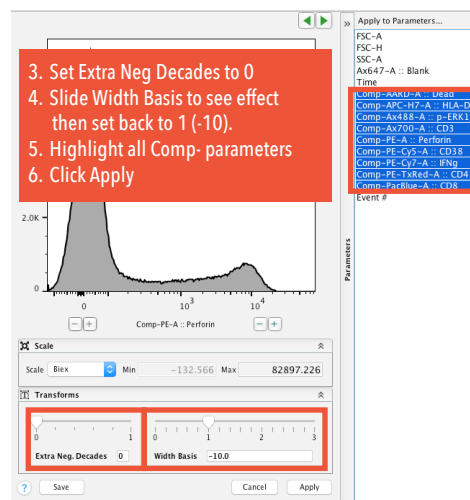 »
Apply to Parameters...
FSC-A
FSC-H
SSC-A
Ax647-A :: Blank
Time
Comp-AARD-A :: Dead
Comp-APC-H7-A :: HLA-D
Comp-Ax488-A :: p-ERK1
Comp-Ax700-A :: CD3
Comp-PE-A :: Perforin
Comp-PE-Cy5-A :: CD38
Comp-PE-Cy7-A :: IFNg
Comp-PE-TxRed-A :: CD4
Comp-PacBlue-A :: CD8
Event #
Parameters
3. Set Extra Neg Decades to 0
4. Slide Width Basis to see effect
then set back to 1 (-10).
5. Highlight all Comp- parameters
6. Click Apply
2.0K
0
0 10³ 10⁴
- + Comp-PE-A :: Perforin - +
Scale
Scale Biex Min -132.566 Max 82897.226
Transforms
0 1 0 1 2 3
Extra Neg. Decades 0 Width Basis -10.0
? Save Cancel Apply